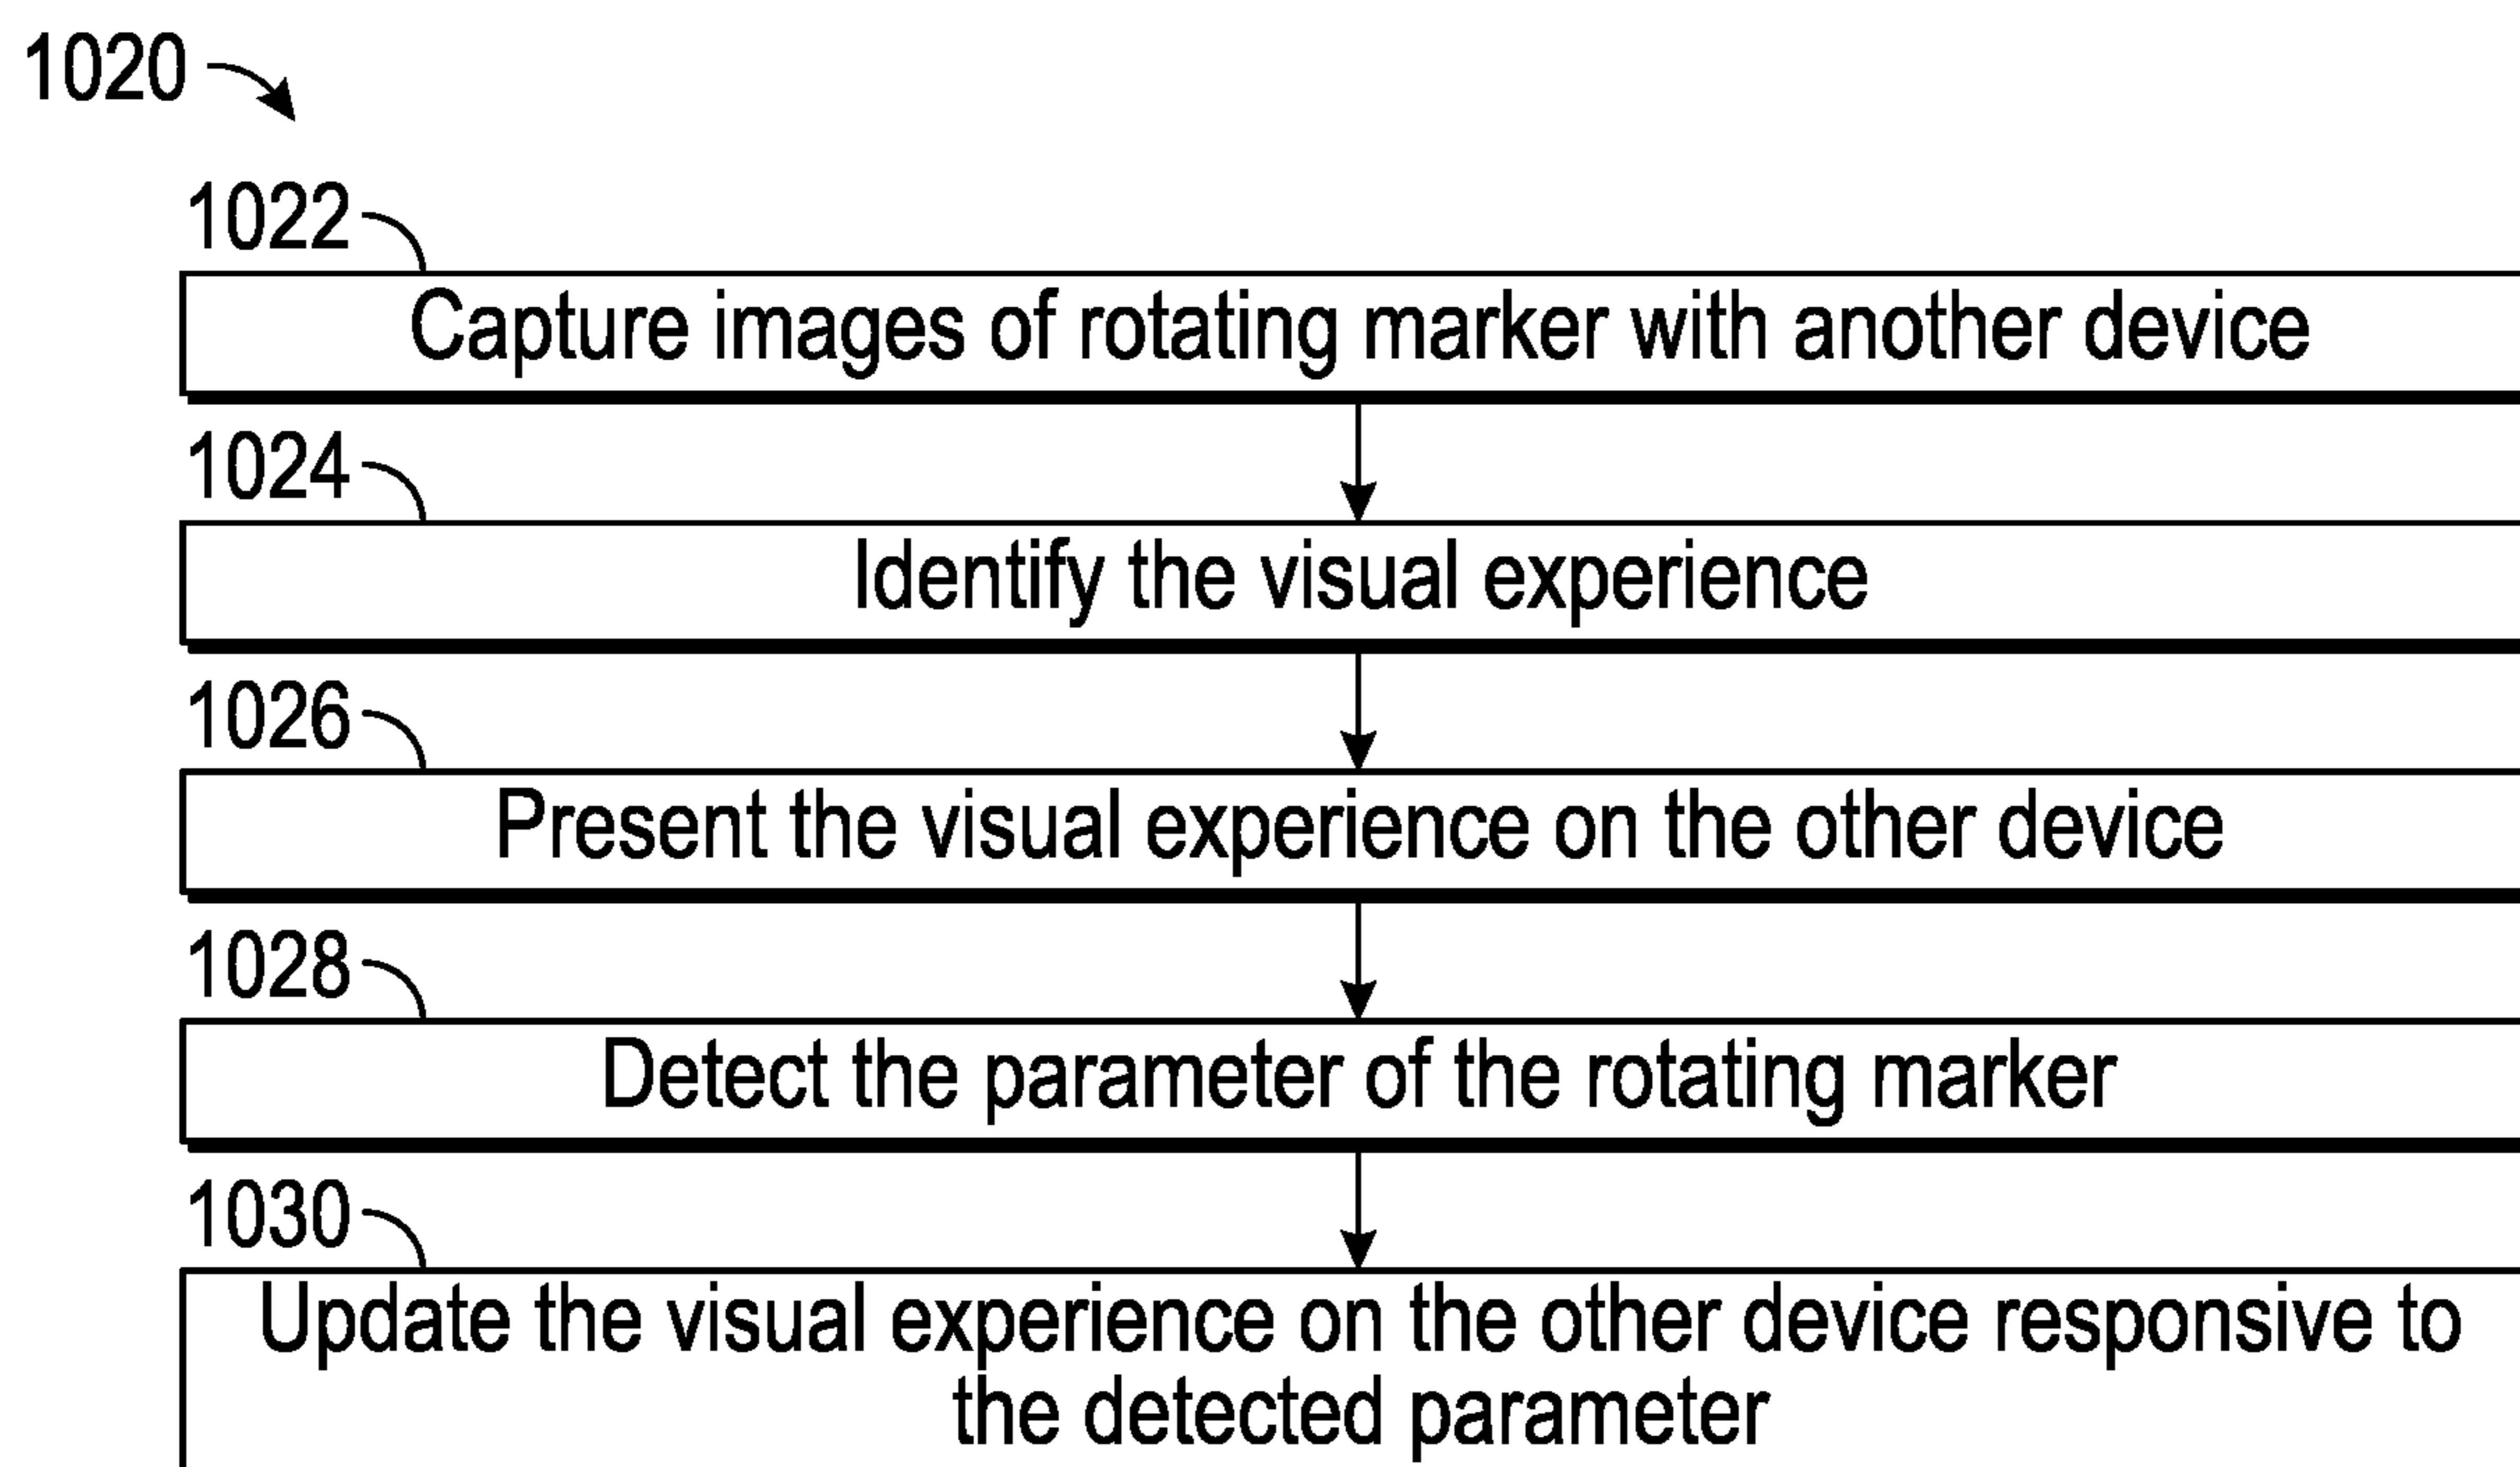 1020
1022
Capture images of rotating marker with another device
1024
Identify the visual experience
1026
Present the visual experience on the other device
1028
Detect the parameter of the rotating marker
1030
Update the visual experience on the other device responsive to
the detected parameter